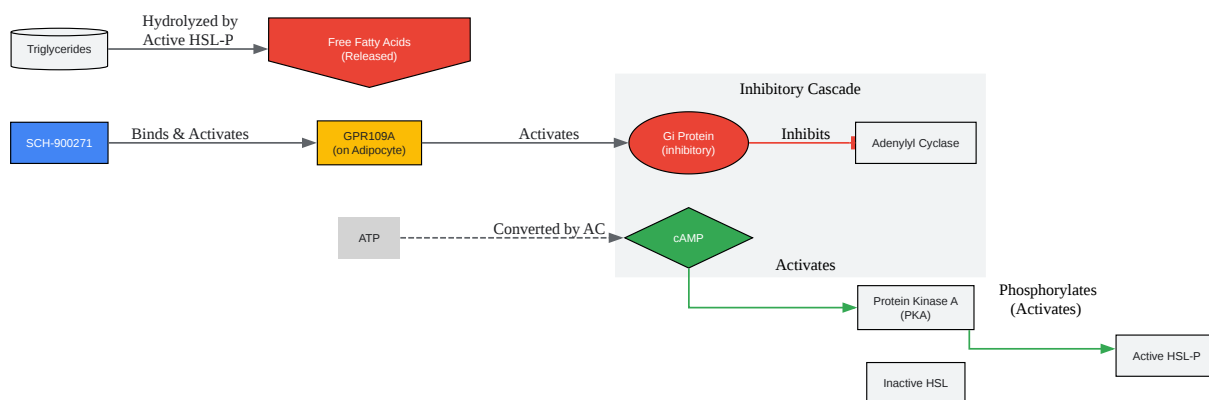 Hydrolyzed by
Active HSL-P
Triglycerides
Free Fatty Acids
(Released)
Inhibitory Cascade
SCH-900271
Binds & Activates
GPR109A
(on Adipocyte)
Activates
Gi Protein
(inhibitory)
Inhibits
Adenylyl Cyclase
ATP
Converted by AC
cAMP
Activates
Protein Kinase A
(PKA)
Phosphorylates
(Activates)
Active HSL-P
Inactive HSL